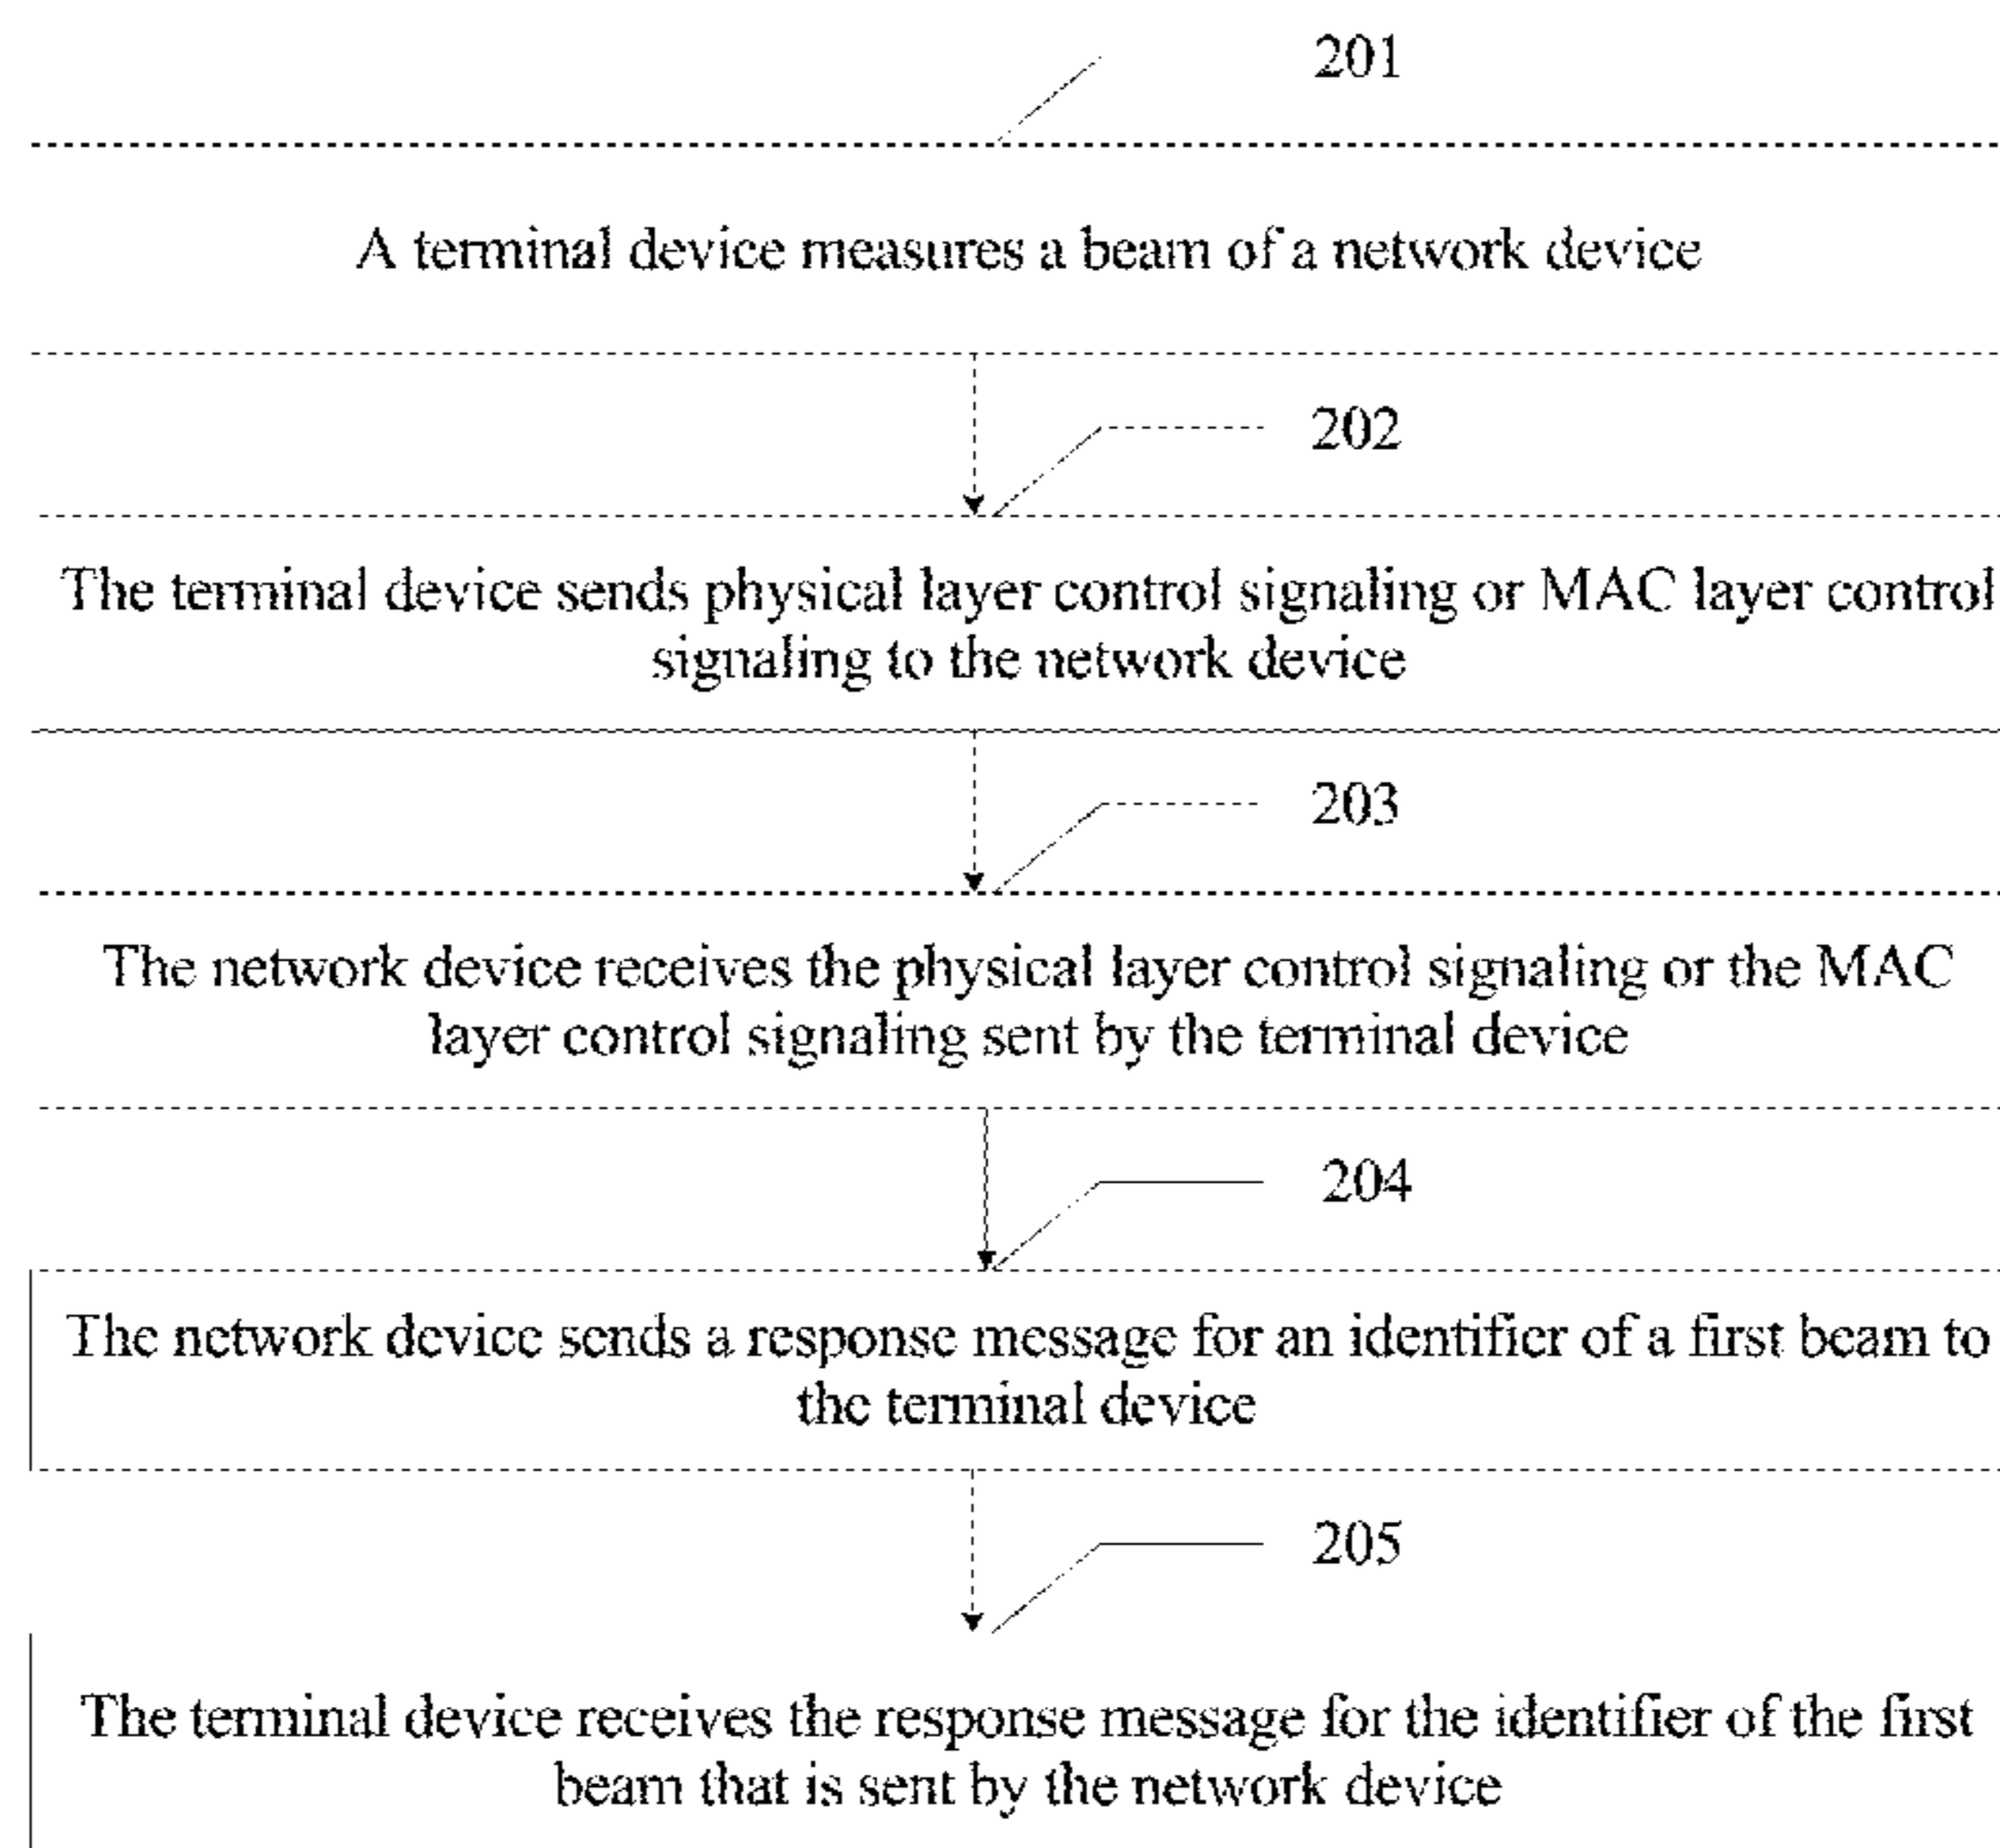 201
A terminal device measures a beam of a network device
202
The terminal device sends physical layer control signaling or MAC layer control
signaling to the network device
203
The network device receives the physical layer control signaling or the MAC
layer control signaling sent by the terminal device
204
The network device sends a response message for an identifier of a first beam to
the terminal device
205
The terminal device receives the response message for the identifier of the first
beam that is sent by the network device